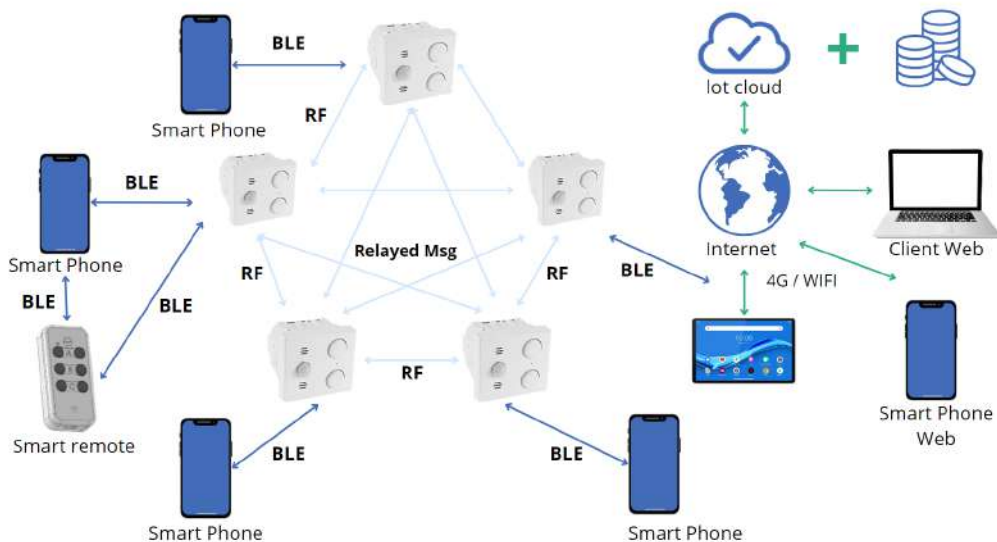 BLE
Smart Phone
RF
Iot cloud
BLE
Smart Phone
BLE
BLE
Smart remote
RF
Relayed Msg
RF
RF
BLE
Internet
Client Web
4G / WIFI
Smart Phone
Web
BLE
Smart Phone
BLE
Smart Phone